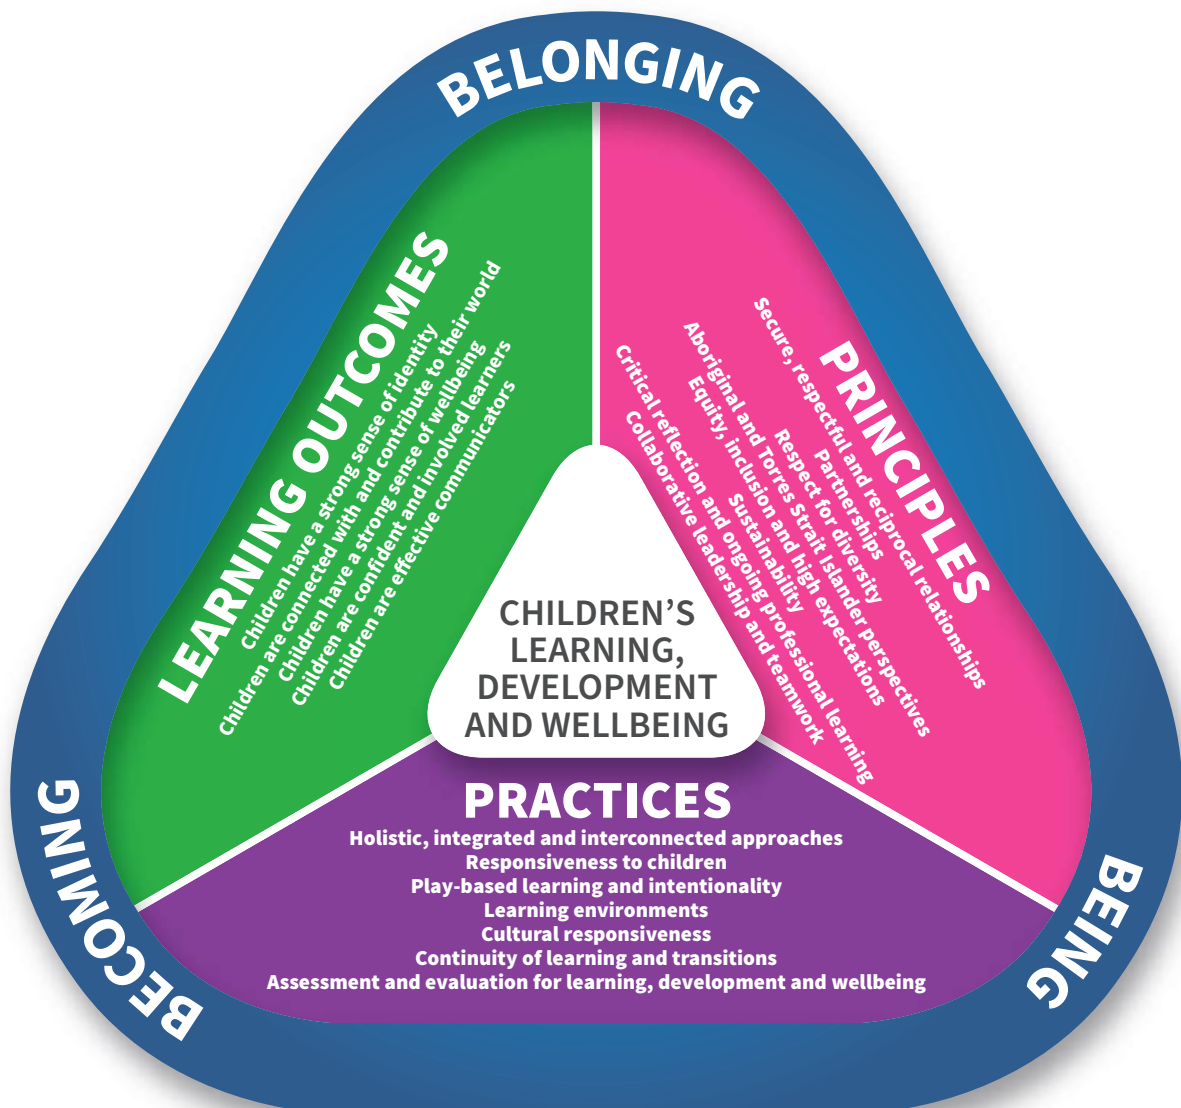 BELONGING
LEARNING OUTCOMES
Children have a strong sense of identity
Children are connected with and contribute to their world
Children have a strong sense of wellbeing
Children are confident and involved learners
Children are effective communicators
PRINCIPLES
Secure, respectful and reciprocal relationships
Partnerships
Respect for diversity
Aboriginal and Torres Strait Islander perspectives
Equity, inclusion and high expectations
Sustainability
Critical reflection and ongoing professional learning
Collaborative leadership and teamwork
CHILDREN’S
LEARNING,
DEVELOPMENT
AND WELLBEING
PRACTICES
Holistic, integrated and interconnected approaches
Responsiveness to children
Play-based learning and intentionality
Learning environments
Cultural responsiveness
Continuity of learning and transitions
Assessment and evaluation for learning, development and wellbeing
BECOMING
BEING